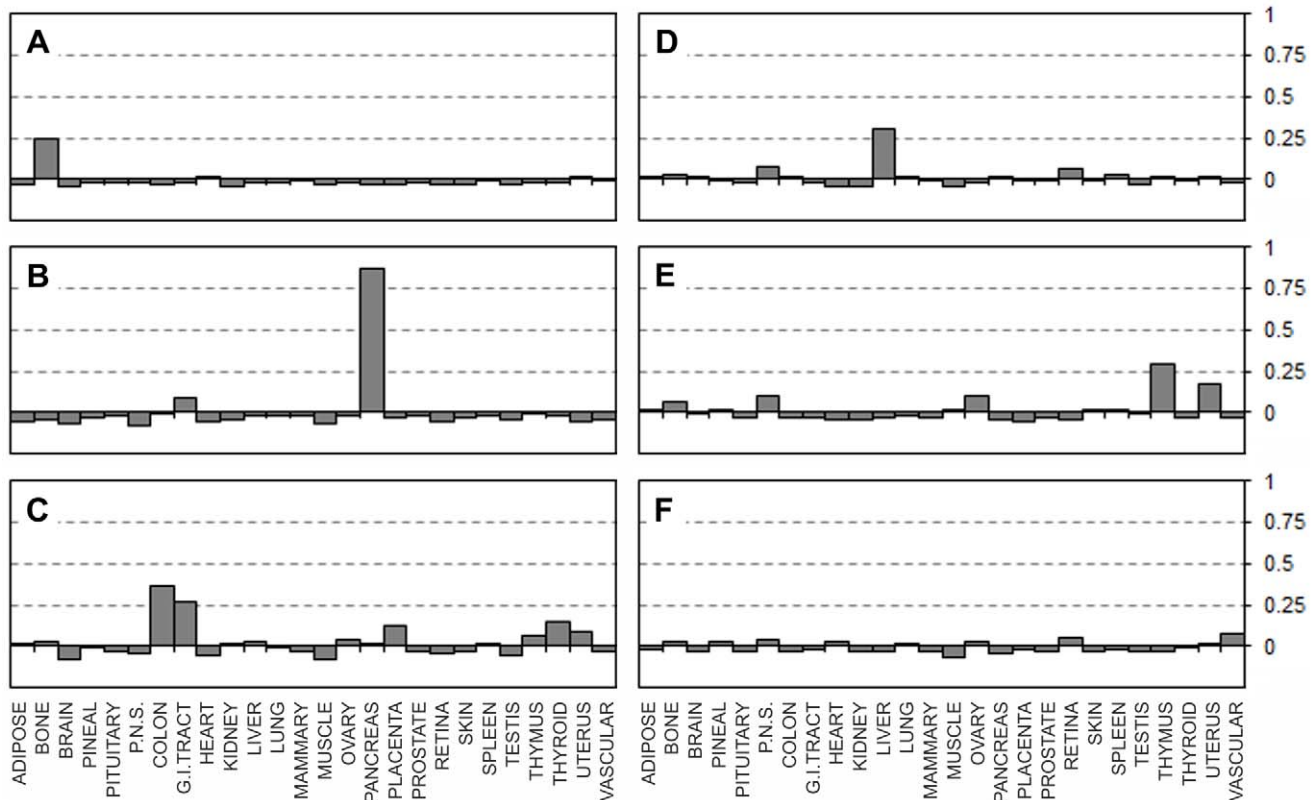 A
D
1
0.75
0.5
0.25
0
B
E
1
0.75
0.5
0.25
0
C
F
1
0.75
0.5
0.25
0
ADIPOSE
BONE
BRAIN
PINEAL
PITUITARY
P.N.S.
COLON
G.I.TRACT
HEART
KIDNEY
LIVER
LUNG
MAMMARY
MUSCLE
OVARY
PANCREAS
PLACENTA
PROSTATE
RETINA
SKIN
SPLEEN
TESTIS
THYMUS
THYROID
UTERUS
VASCULAR
ADIPOSE
BONE
BRAIN
PINEAL
PITUITARY
P.N.S.
COLON
G.I.TRACT
HEART
KIDNEY
LIVER
LUNG
MAMMARY
MUSCLE
OVARY
PANCREAS
PLACENTA
PROSTATE
RETINA
SKIN
SPLEEN
TESTIS
THYMUS
THYROID
UTERUS
VASCULAR